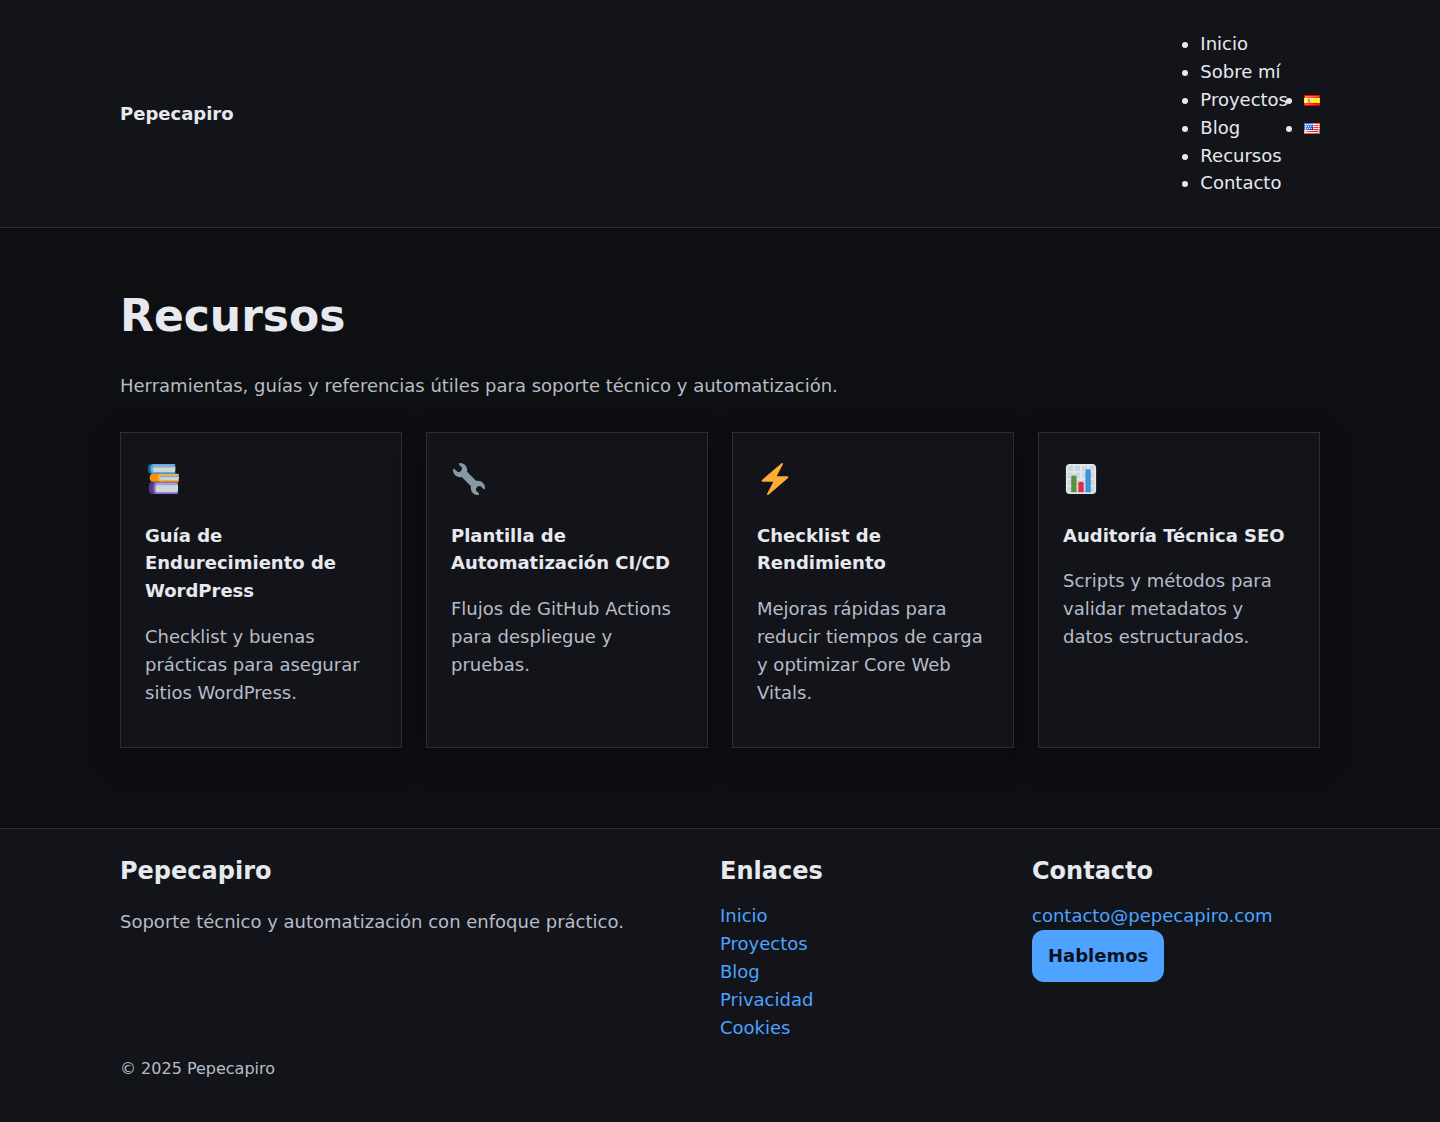 Pepecapiro
Inicio
Sobre mí
Proyectos
Blog
Recursos
Contacto
Recursos
Herramientas, guías y referencias útiles para soporte técnico y automatización.
Guía de
Endurecimiento de
WordPress
Checklist y buenas
prácticas para asegurar
sitios WordPress.
Plantilla de
Automatización CI/CD
Flujos de GitHub Actions
para despliegue y
pruebas.
Checklist de
Rendimiento
Mejoras rápidas para
reducir tiempos de carga
y optimizar Core Web
Vitals.
Auditoría Técnica SEO
Scripts y métodos para
validar metadatos y
datos estructurados.
Pepecapiro
Soporte técnico y automatización con enfoque práctico.
Enlaces
Inicio
Proyectos
Blog
Privacidad
Cookies
Contacto
contacto@pepecapiro.com
Hablemos
© 2025 Pepecapiro